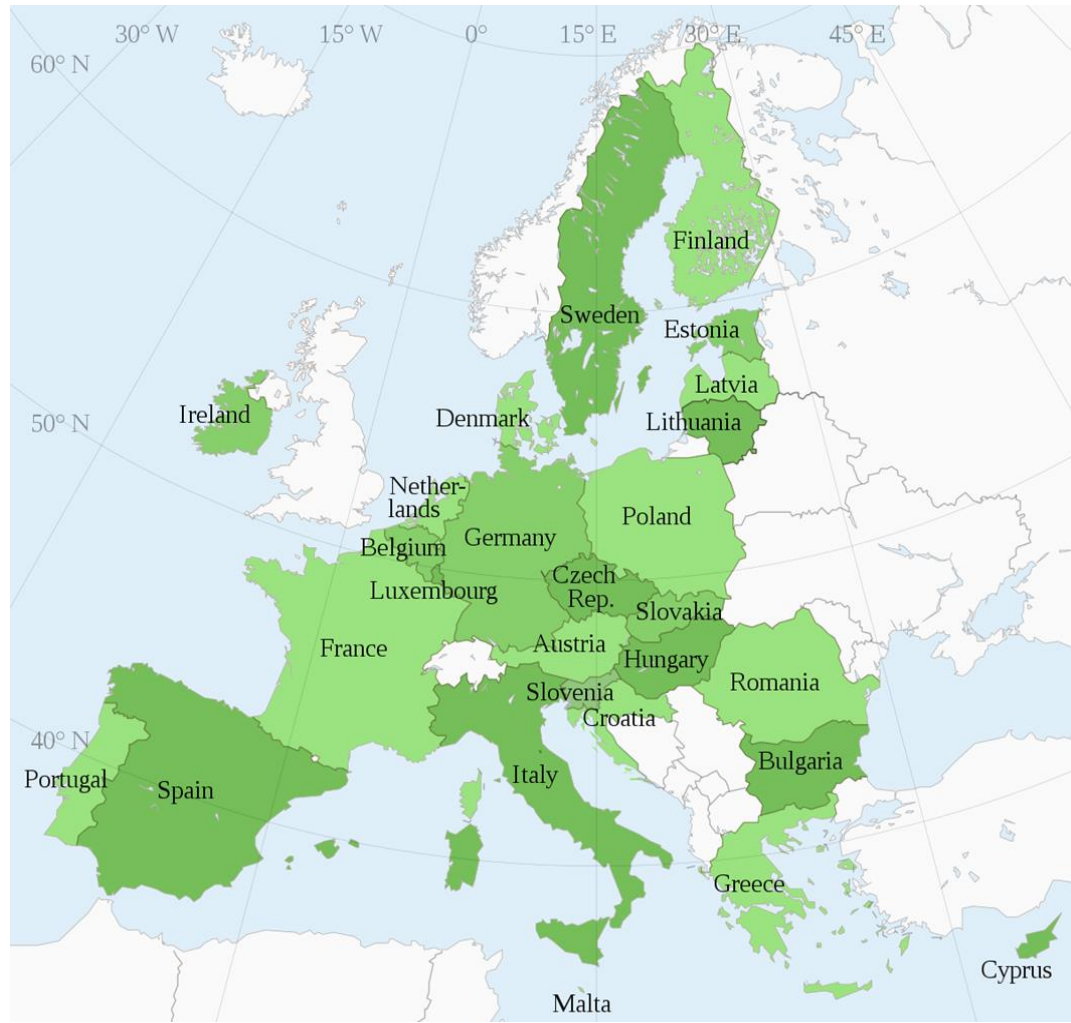 30° W
15° W
0°
15° E
30° E
45° E
60° N
Finland
Sweden
Estonia
Latvia
Ireland
Denmark
Lithuania
50° N
Nether-
lands
Poland
Germany
Belgium
Czech
Rep.
Luxembourg
Slovakia
Austria
France
Hungary
Romania
Slovenia
Croatia
40° N
Bulgaria
Portugal
Italy
Spain
Greece
Cyprus
Malta